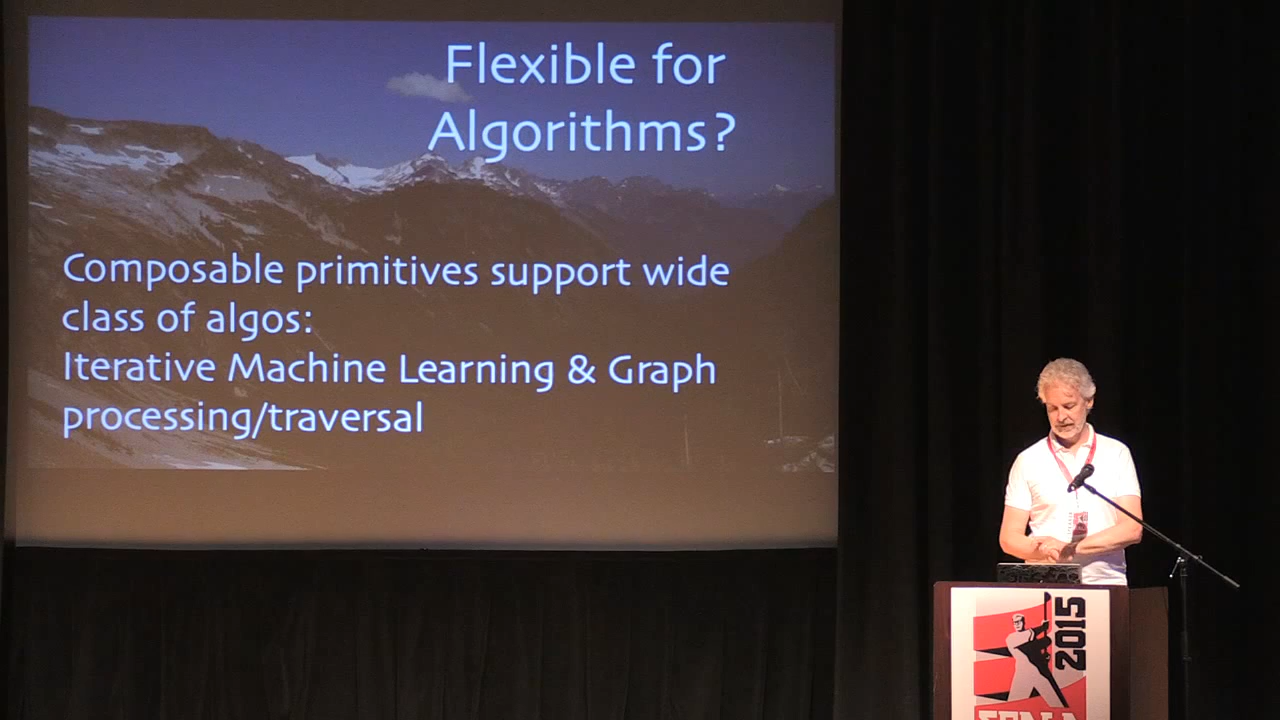 Flexible for
Algorithms?
Composable primitives support wide
class of algos:
Iterative Machine Learning & Graph
processing/traversal
2015